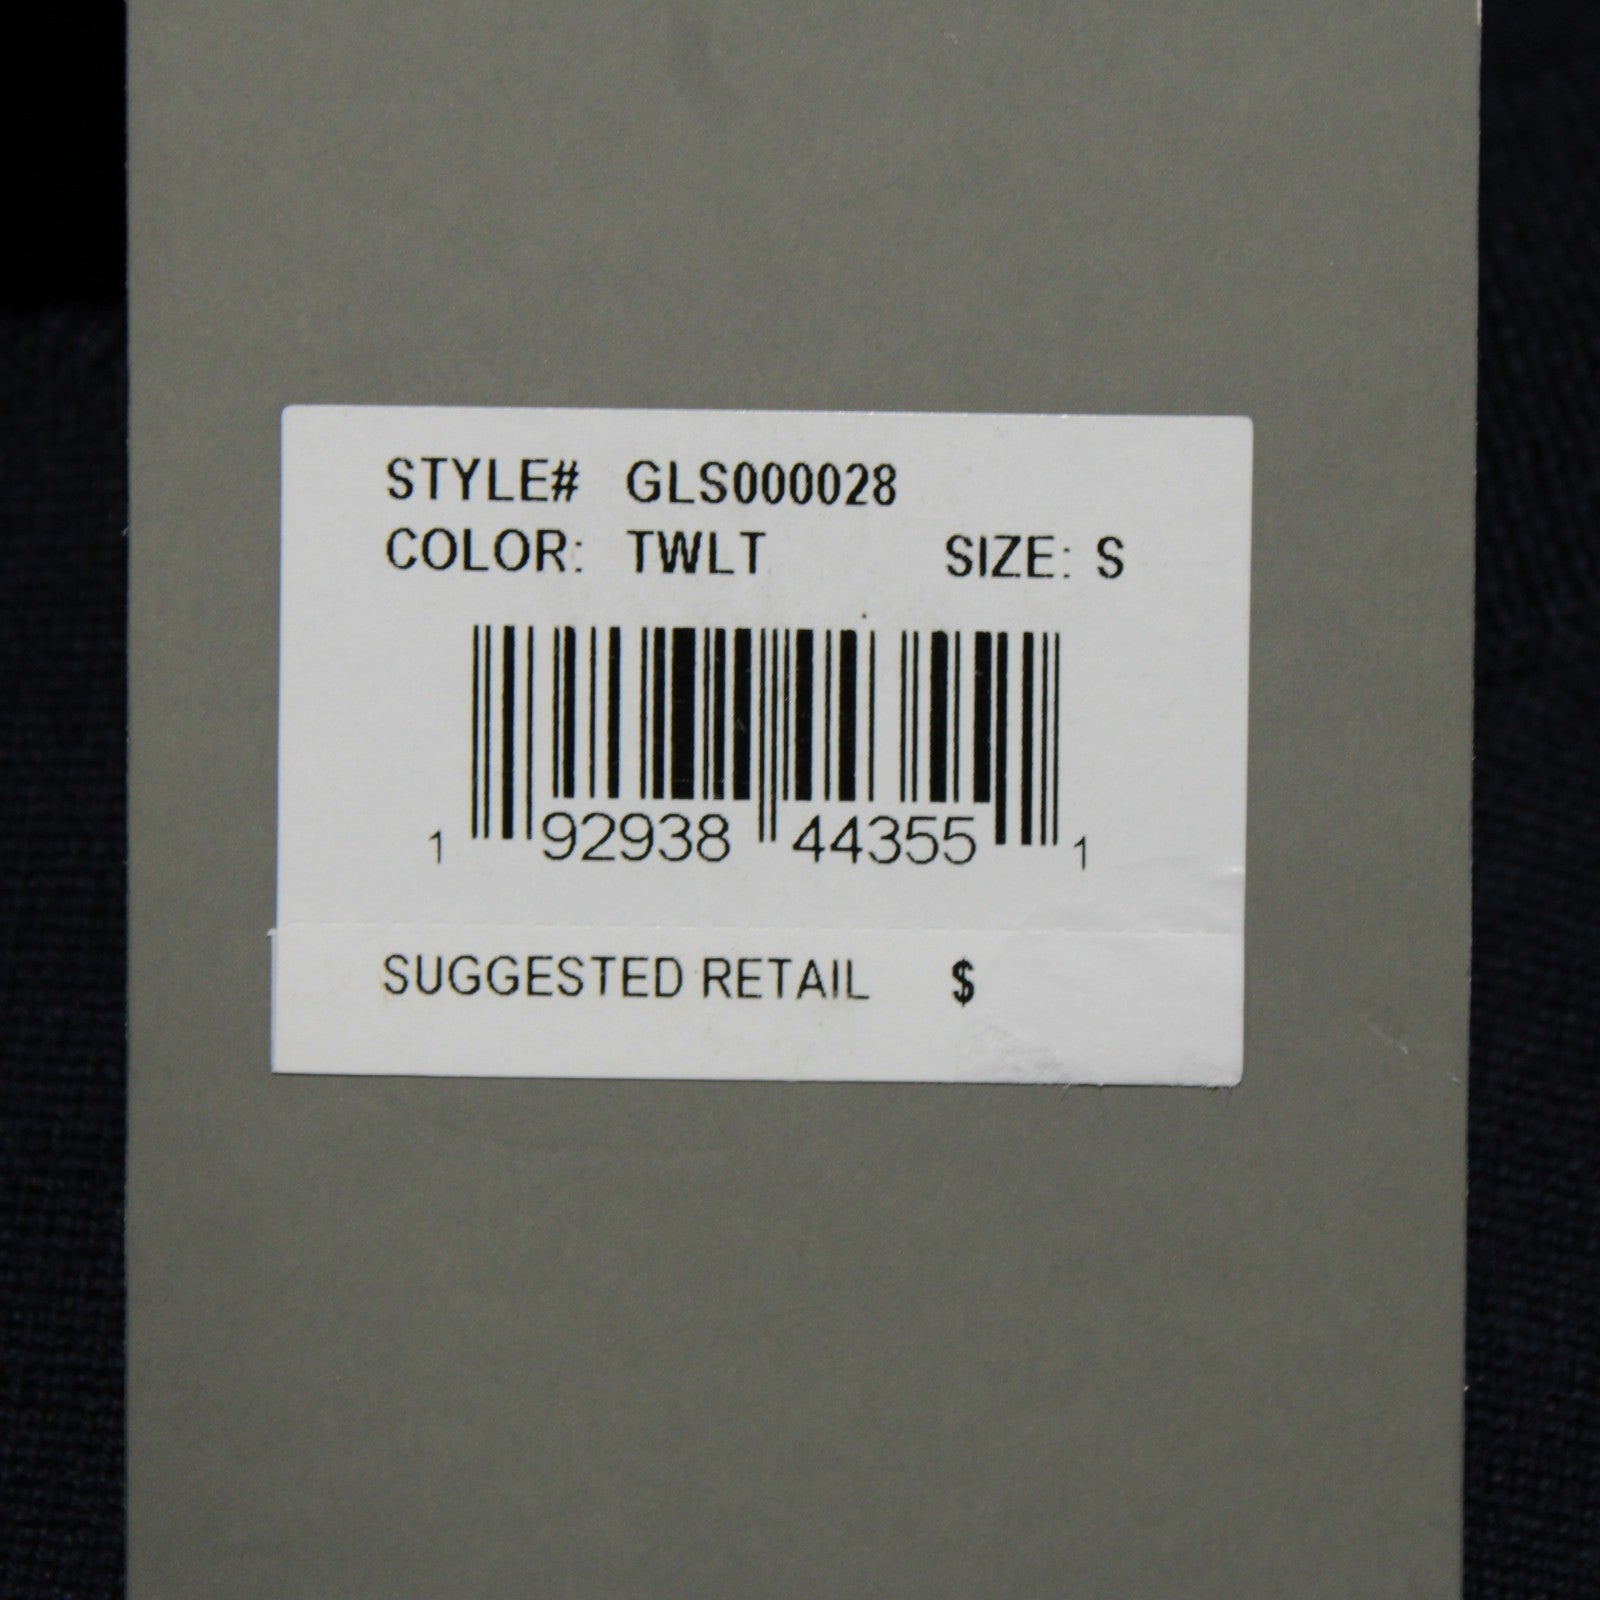 STYLE# GLS000028
COLOR: TWLT SIZE: S
1 92938 44355 1
SUGGESTED RETAIL $